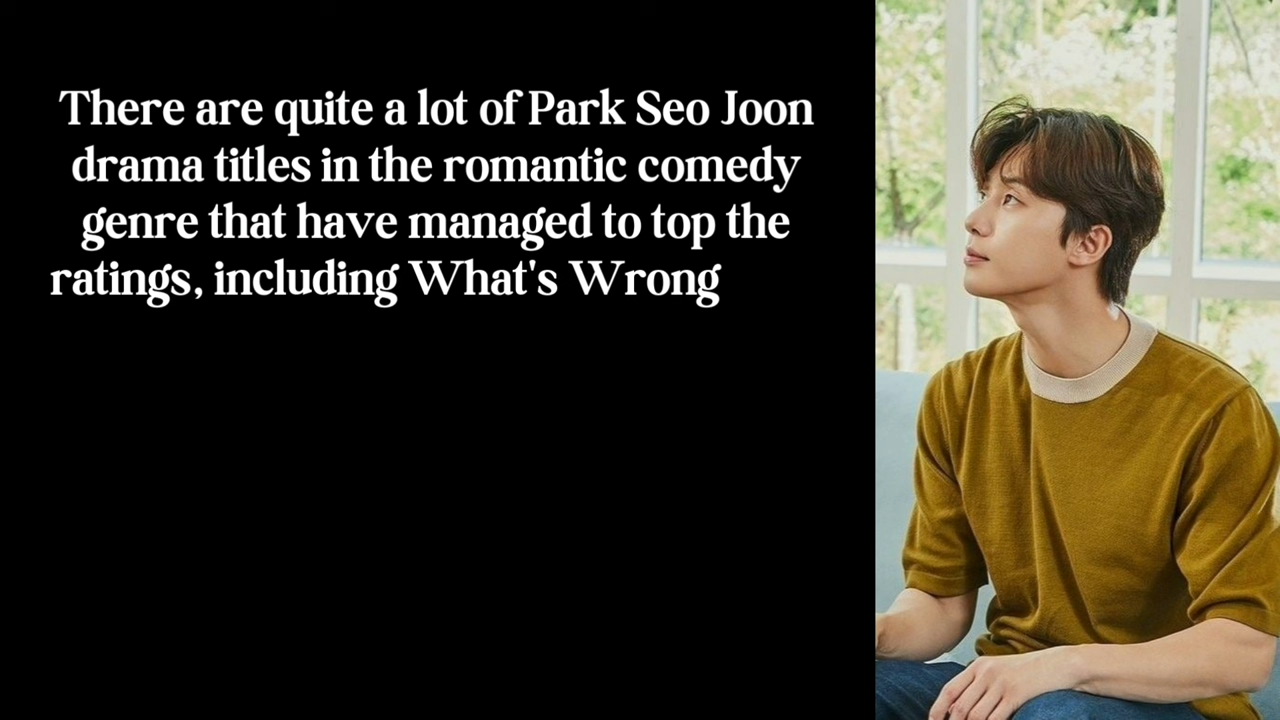 There are quite a lot of Park Seo Joon
drama titles in the romantic comedy
genre that have managed to top the
ratings, including What's Wrong